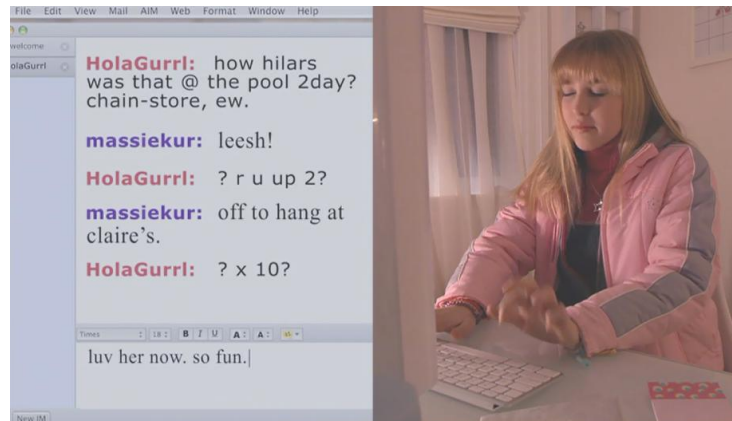 File Edit View Mail AIM Web Format Window Help
welcome
olaGurrl
HolaGurrl: how hilars
was that @ the pool 2day?
chain-store, ew.
massiekur: leesh!
HolaGurrl: ? r u up 2?
massiekur: off to hang at
claire's.
HolaGurrl: ? x 10?
Times 18 B I U A A
luv her now. so fun.
New IM